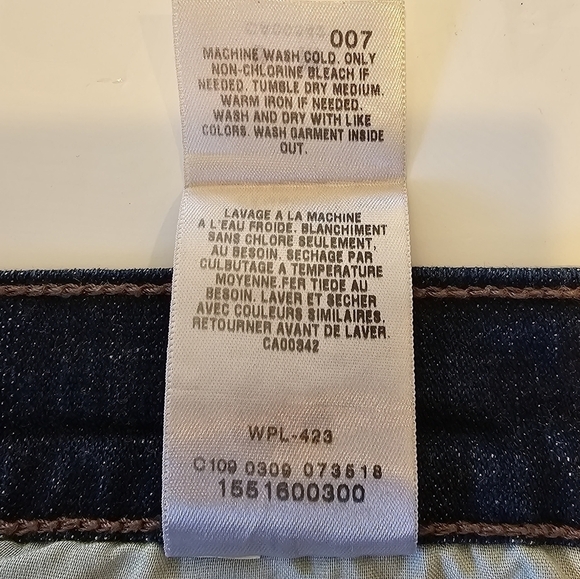 007
MACHINE WASH COLD. ONLY
NON-CHLORINE BLEACH IF
NEEDED. TUMBLE DRY MEDIUM.
WARM IRON IF NEEDED.
WASH AND DRY WITH LIKE
COLORS. WASH GARMENT INSIDE
OUT.
LAVAGE A LA MACHINE
A L'EAU FROIDE. BLANCHIMENT
SANS CHLORE SEULEMENT,
AU BESOIN. SECHAGE PAR
CULBUTAGE A TEMPERATURE
MOYENNE.FER TIEDE AU
BESOIN. LAVER ET SECHER
AVEC COULEURS SIMILAIRES.
RETOURNER AVANT DE LAVER.
CA00342
WPL-423
C109 0309 073518
1551600300